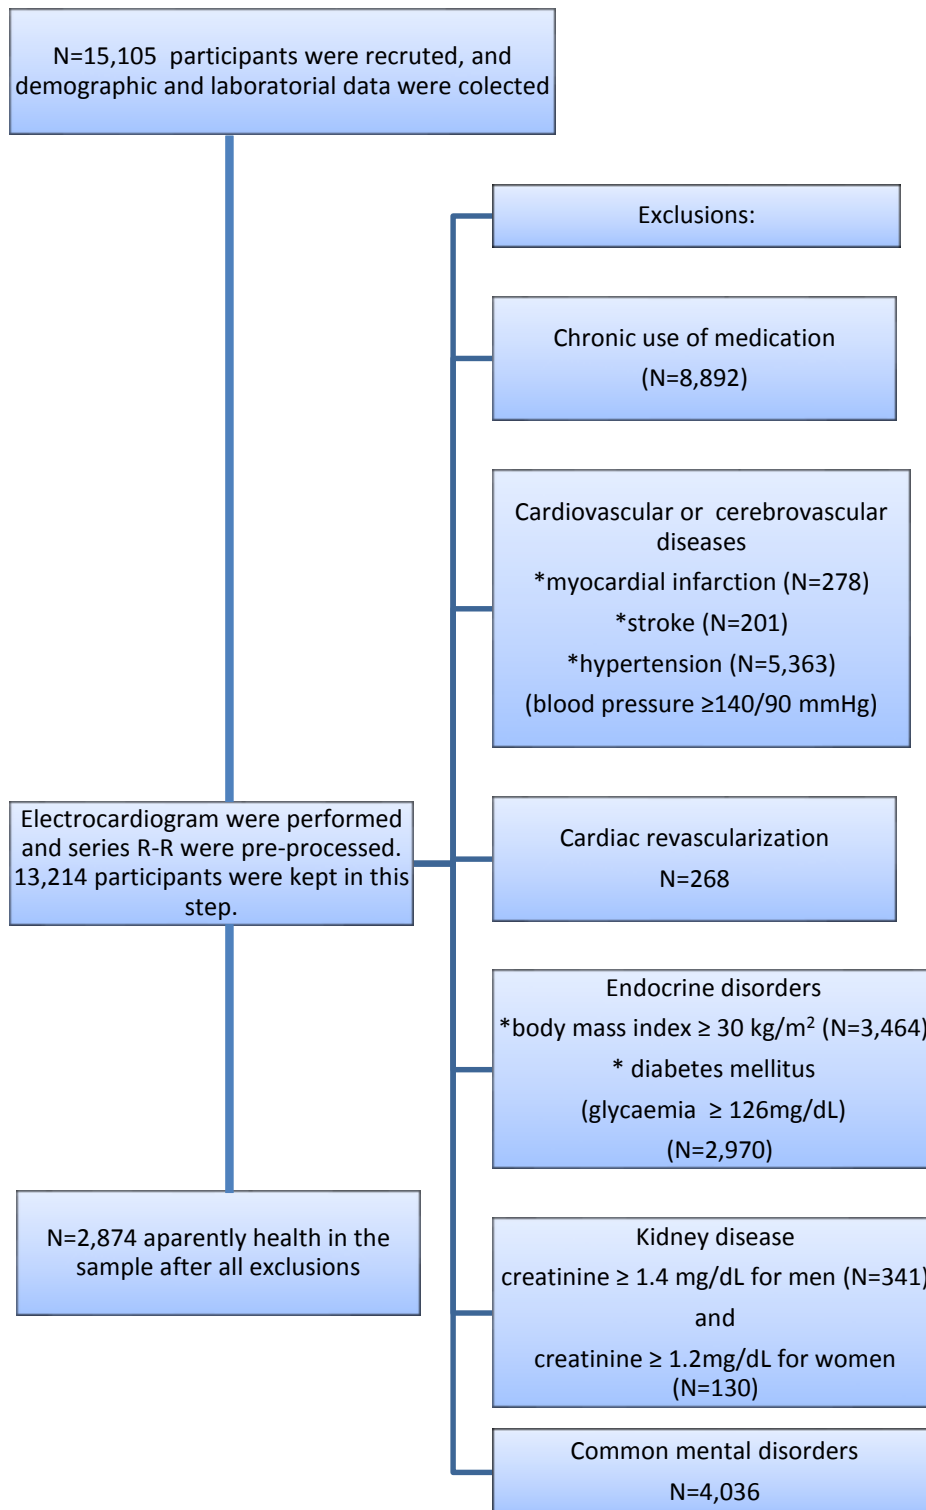 N=15,105 participants were recruted, and
demographic and laboratorial data were colected
Exclusions:
Chronic use of medication
(N=8,892)
Cardiovascular or cerebrovascular
diseases
*myocardial infarction (N=278)
*stroke (N=201)
*hypertension (N=5,363)
(blood pressure ≥140/90 mmHg)
Electrocardiogram were performed
and series R-R were pre-processed.
13,214 participants were kept in this
step.
Cardiac revascularization
N=268
Endocrine disorders
*body mass index ≥ 30 kg/m² (N=3,464)
* diabetes mellitus
(glycaemia ≥ 126mg/dL)
(N=2,970)
N=2,874 aparently health in the
sample after all exclusions
Kidney disease
creatinine ≥ 1.4 mg/dL for men (N=341)
and
creatinine ≥ 1.2mg/dL for women
(N=130)
Common mental disorders
N=4,036